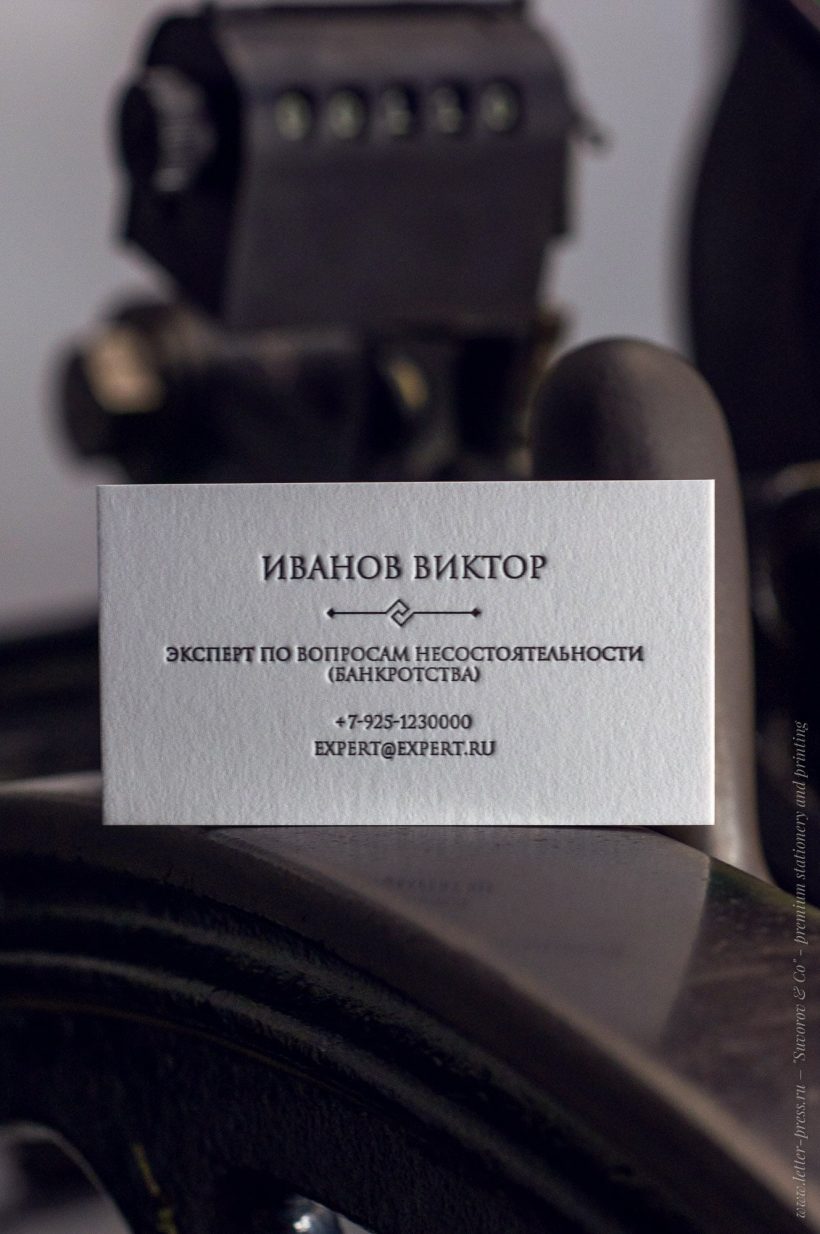 ИВАНОВ ВИКТОР
ЭКСПЕРТ ПО ВОПРОСАМ НЕСОСТОЯТЕЛЬНОСТИ
(БАНКРОТСТВА)
+7-925-1230000
EXPERT@EXPERT.RU
www.letter-press.ru – "Suvorov & Co" - premium stationery and printing